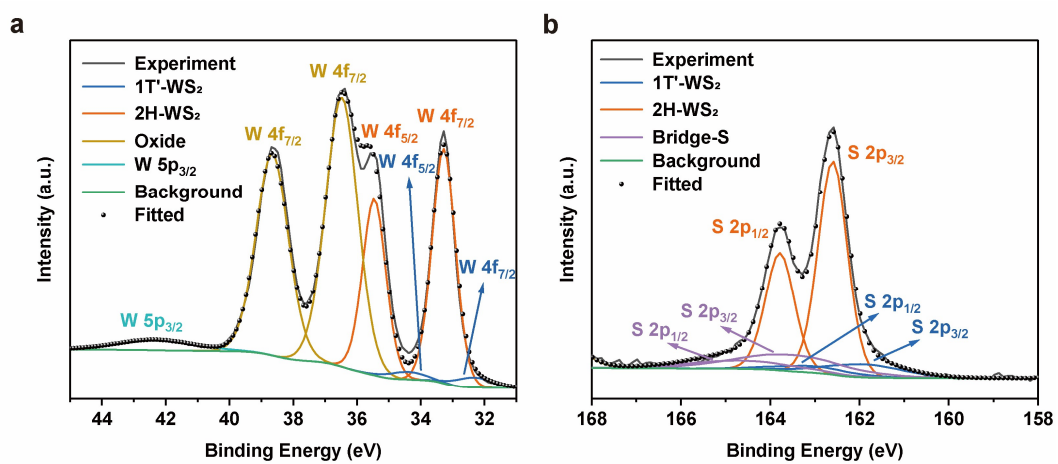 a
Experiment
1T'-WS₂
2H-WS₂
Oxide
W 5p3/2
Background
Fitted
W 4f7/2
W 4f7/2
W 4f5/2
W 4f7/2
W 4f5/2
W 4f7/2
W 5p3/2
Intensity (a.u.)
44 42 40 38 36 34 32
Binding Energy (eV)
b
Experiment
1T'-WS₂
2H-WS₂
Bridge-S
Background
Fitted
S 2p3/2
S 2p1/2
S 2p3/2
S 2p1/2
S 2p1/2
S 2p3/2
Intensity (a.u.)
168 166 164 162 160 158
Binding Energy (eV)